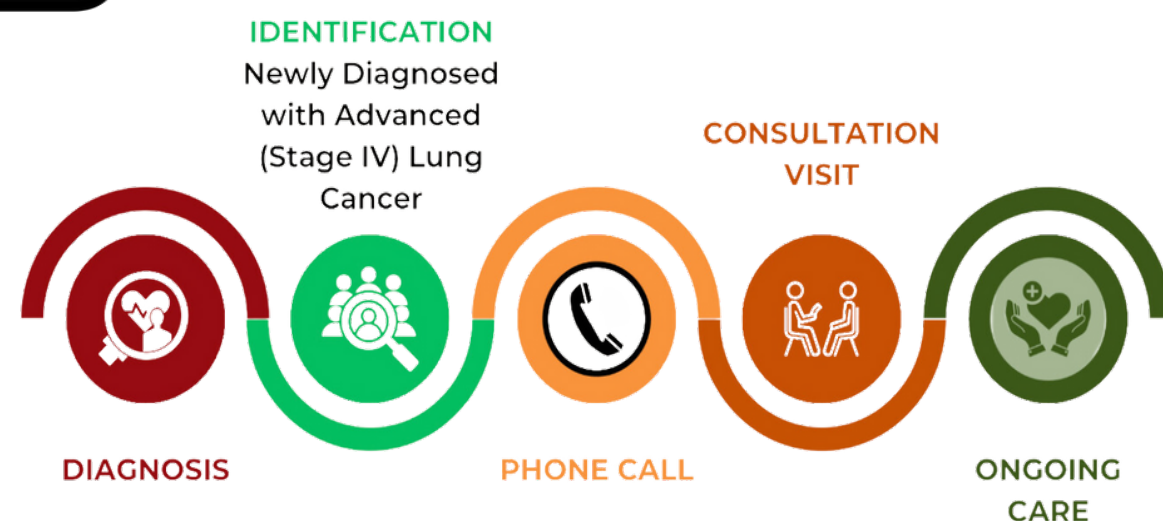 IDENTIFICATION
Newly Diagnosed
with Advanced
(Stage IV) Lung
Cancer
CONSULTATION
VISIT
DIAGNOSIS
PHONE CALL
ONGOING
CARE